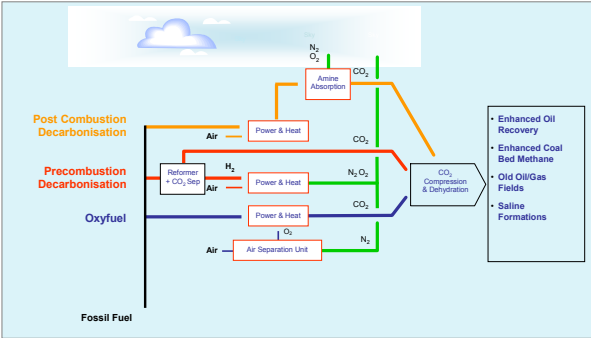 N2
O2
CO2
Amine
Absorption
Post Combustion
Decarbonisation
Air
Power & Heat
CO2
Precombustion
Decarbonisation
Reformer
+ CO2 Sep
H2
Air
Power & Heat
N2 O2
CO2
Compression
& Dehydration
Oxyfuel
Power & Heat
CO2
O2
Air
Air Separation Unit
N2
Fossil Fuel
• Enhanced Oil
Recovery
• Enhanced Coal
Bed Methane
• Old Oil/Gas
Fields
• Saline
Formations